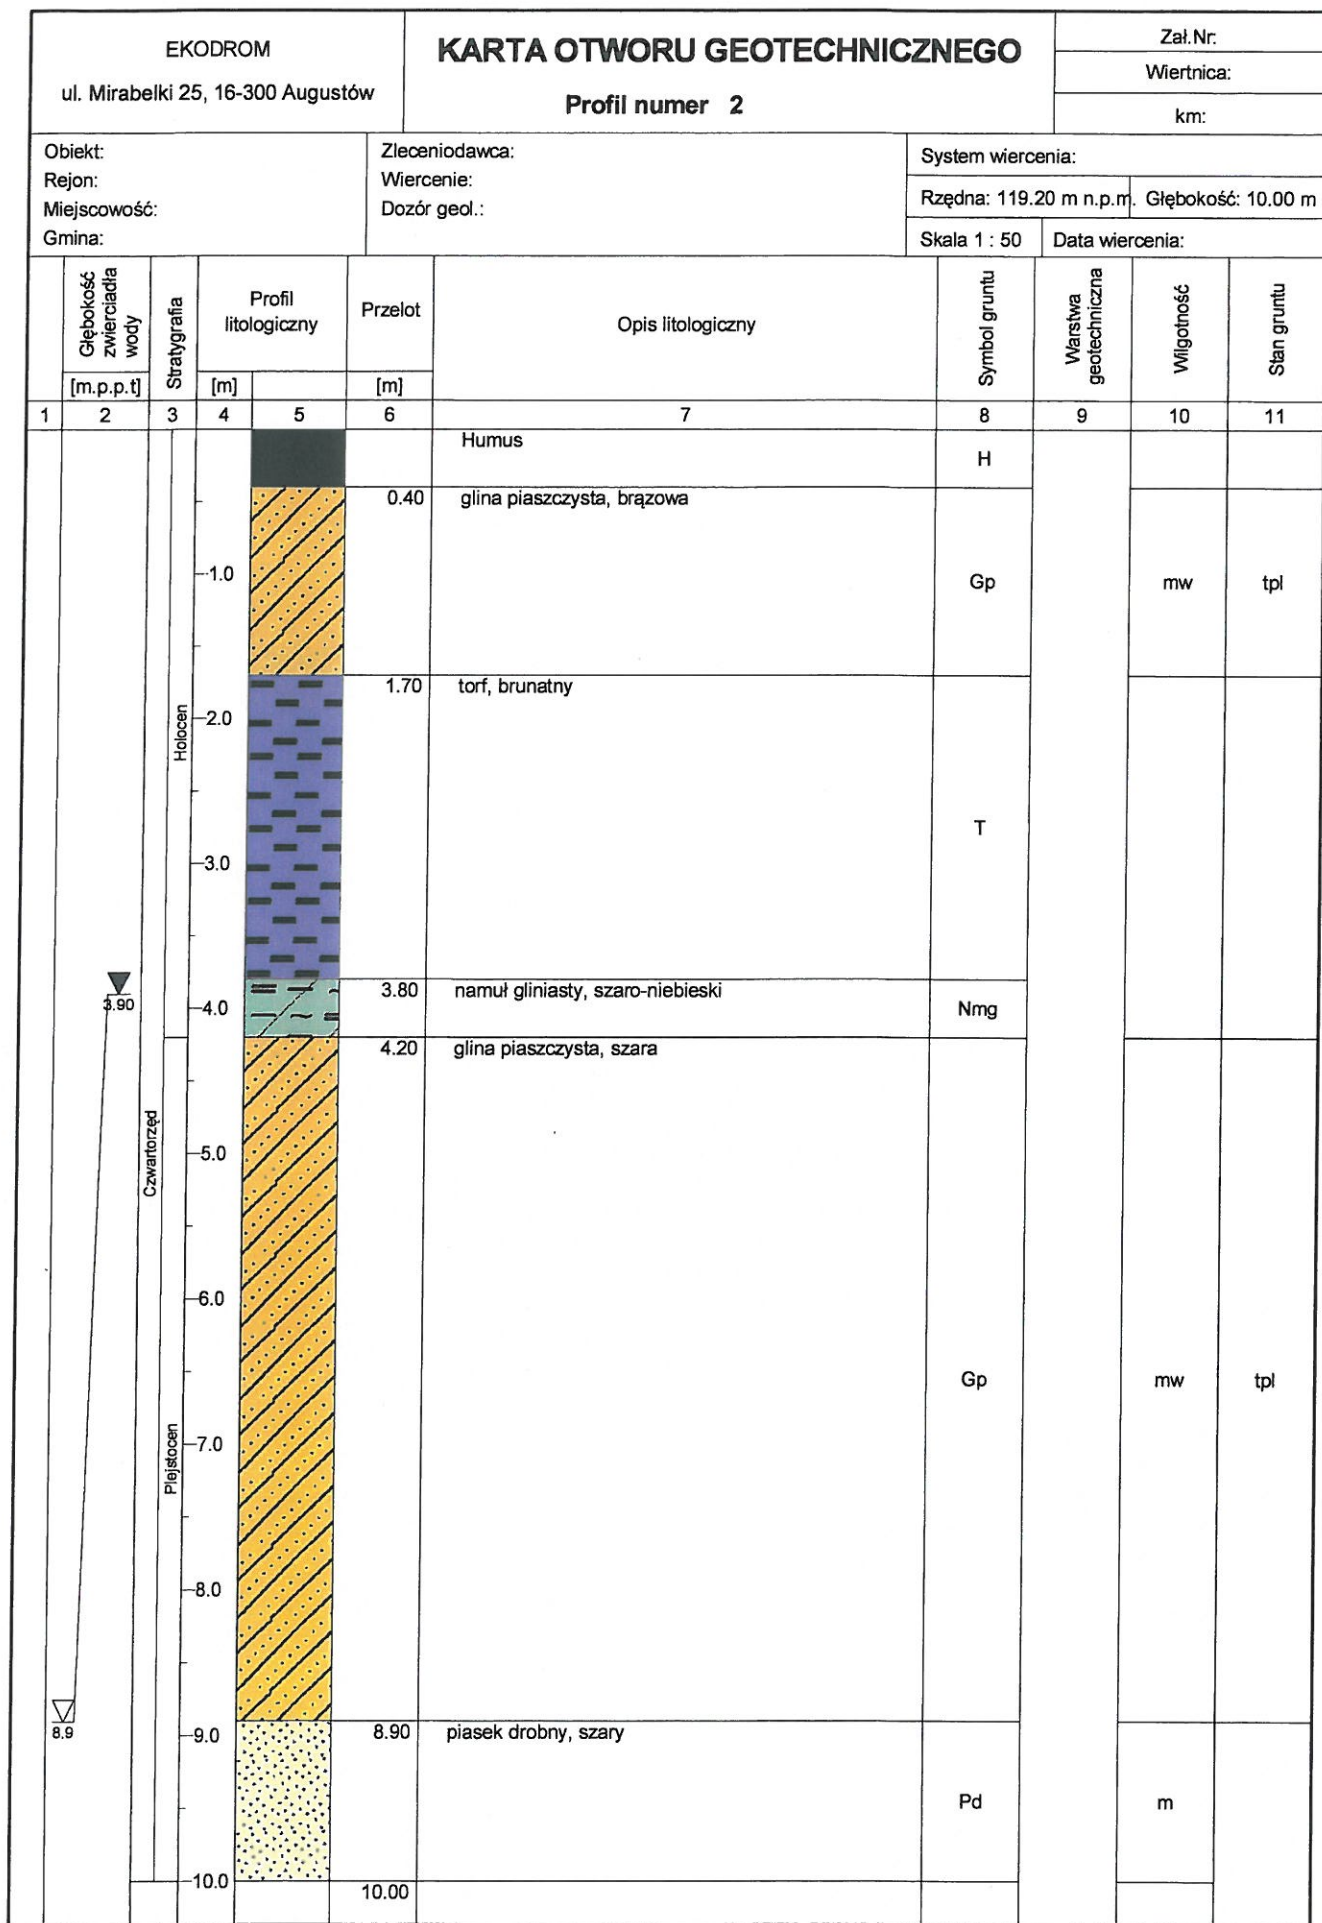 EKODROM
ul. Mirabelki 25, 16-300 Augustów
KARTA OTWORU GEOTECHNICZNEGO
Profil numer 2
Zał.Nr:
Wiertnica:
km:
Obiekt:
Rejon:
Miejscowość:
Gmina:
Zleceniodawca:
Wiercenie:
Dozór geol.:
System wiercenia:
Rzędna: 119.20 m n.p.m. Głębokość: 10.00 m
Skala 1 : 50 Data wiercenia:
Głębokość zwierciadła wody
[m.p.p.t]
Stratygrafia
Profil litologiczny
[m]
Przelot
[m]
Opis litologiczny
Symbol gruntu
Warstwa geotechniczna
Wilgotność
Stan gruntu
1 2 3 4 5 6 7 8 9 10 11
Humus
H
0.40 glina piaszczysta, brązowa
-1.0
Gp mw tpl
1.70 torf, brunatny
Holocen
-2.0
T
-3.0
3.80 namuł gliniasty, szaro-niebieski
3.90
-4.0
Nmg
4.20 glina piaszczysta, szara
Czwartorzęd
-5.0
-6.0
Gp mw tpl
Plejstocen
-7.0
-8.0
8.9
8.90 piasek drobny, szary
-9.0
Pd m
-10.0
10.00